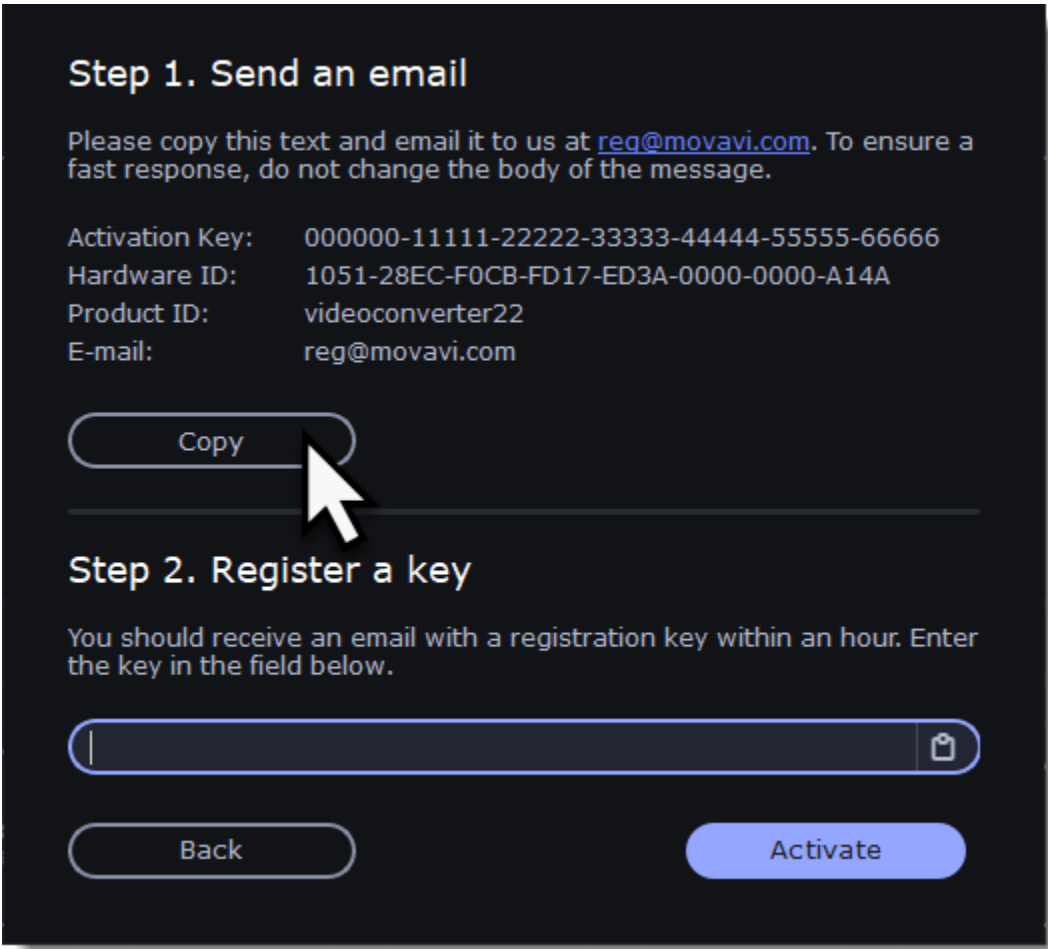 Step 1. Send an email
Please copy this text and email it to us at reg@movavi.com. To ensure a
fast response, do not change the body of the message.
Activation Key: 000000-11111-22222-33333-44444-55555-66666
Hardware ID: 1051-28EC-F0CB-FD17-ED3A-0000-0000-A14A
Product ID: videoconverter22
E-mail: reg@movavi.com
Copy
Step 2. Register a key
You should receive an email with a registration key within an hour. Enter
the key in the field below.
Back Activate